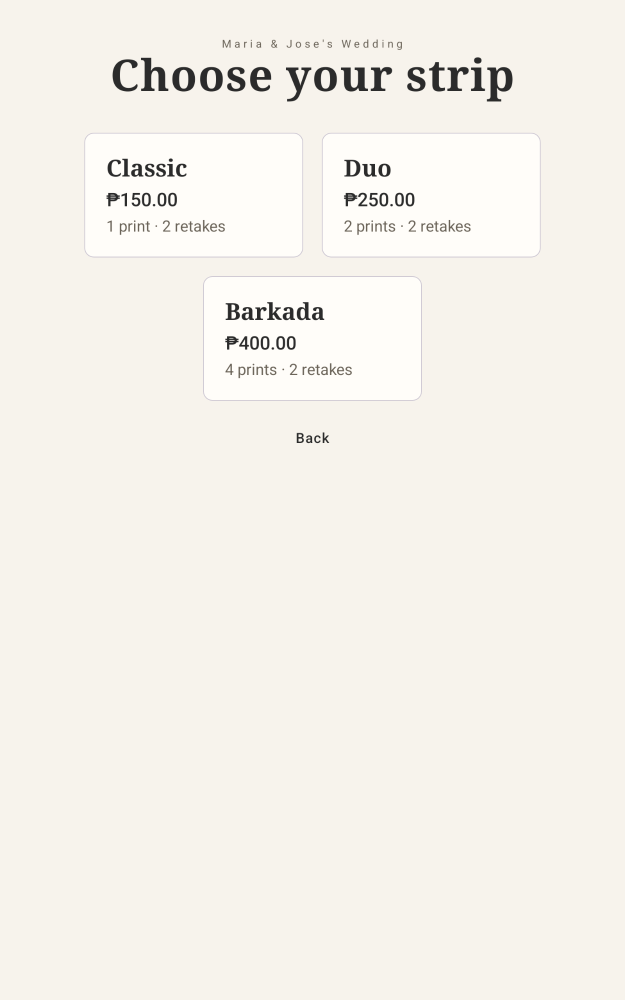 Maria & Jose's Wedding
Choose your strip
Classic
₱150.00
1 print · 2 retakes
Duo
₱250.00
2 prints · 2 retakes
Barkada
₱400.00
4 prints · 2 retakes
Back